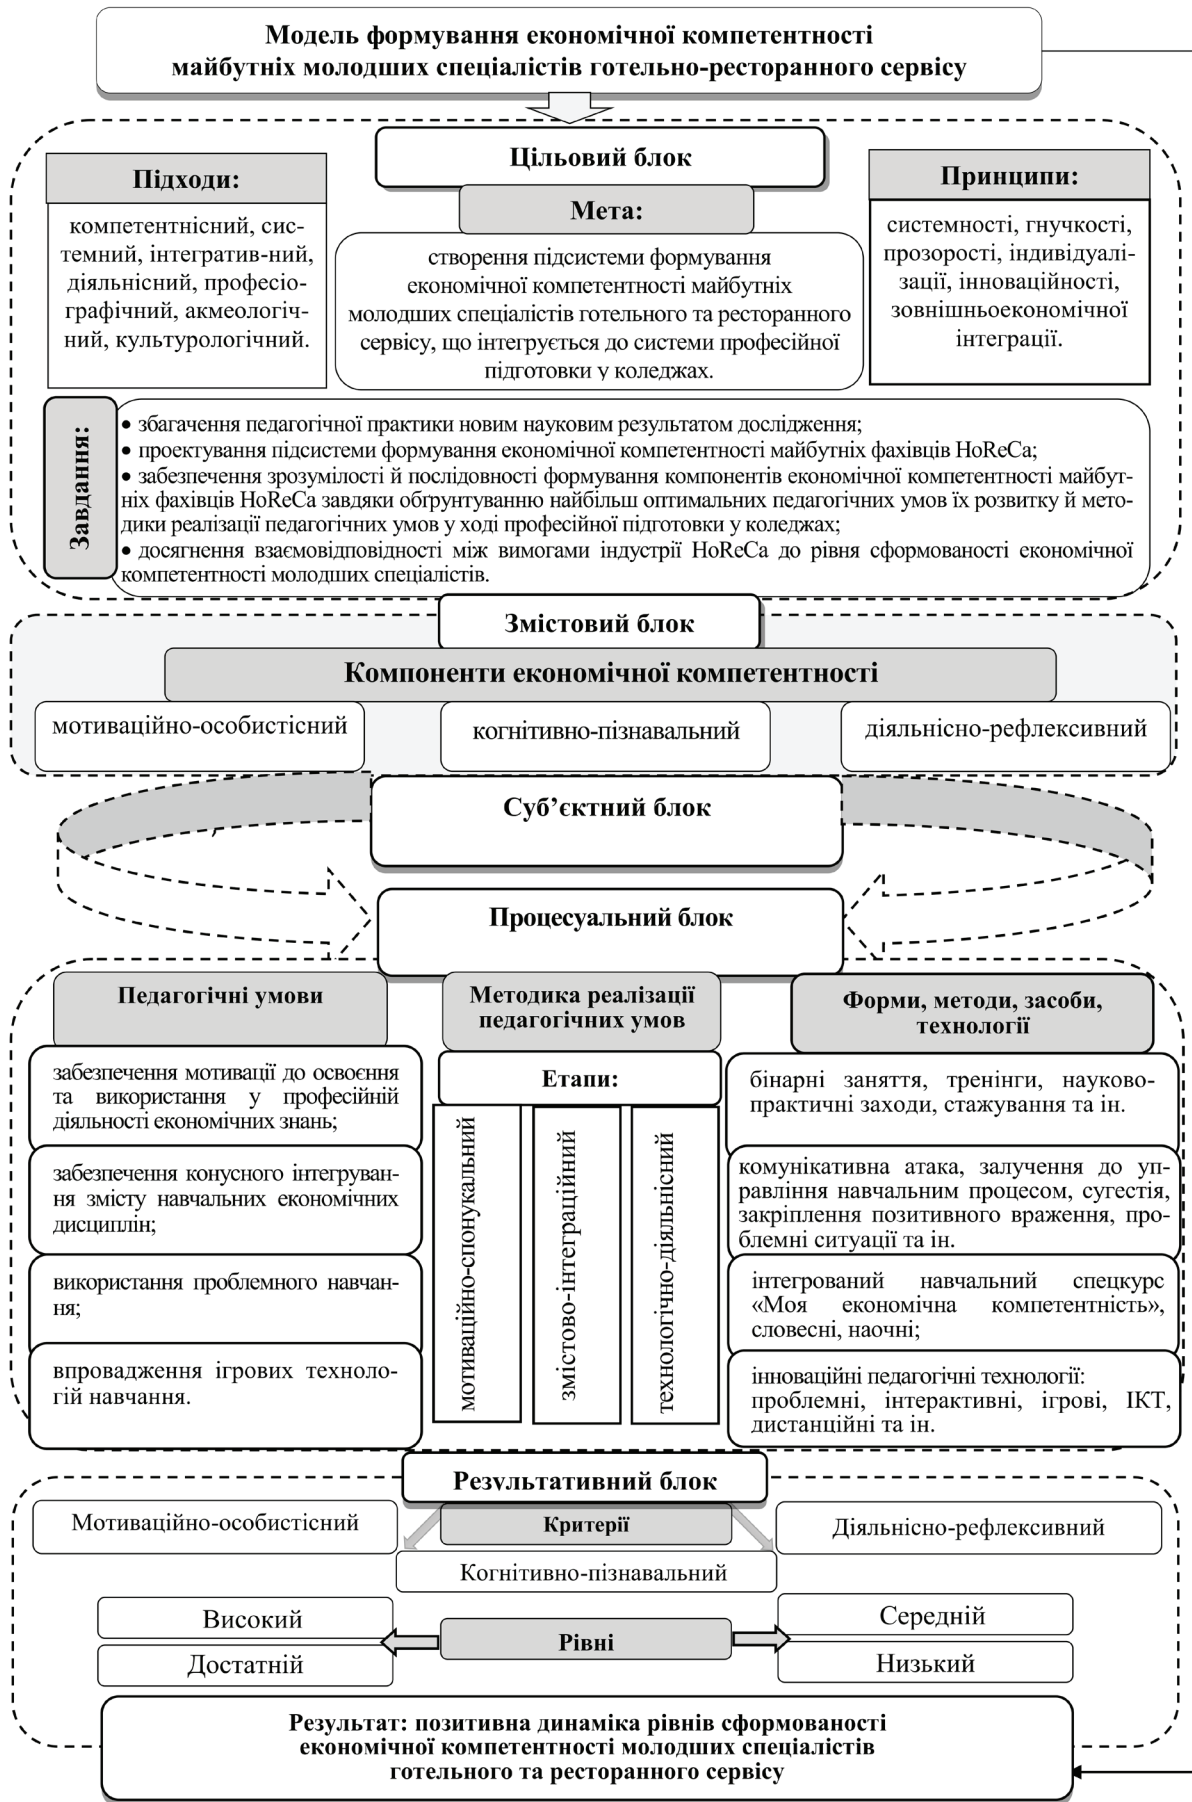 Модель формування економічної компетентності
майбутніх молодших спеціалістів готельно-ресторанного сервісу
Цільовий блок
Підходи:
компетентнісний, сис-
темний, інтегратив-ний,
діяльнісний, професіо-
графічний, акмеологіч-
ний, культурологічний.
Мета:
створення підсистеми формування
економічної компетентності майбутніх
молодших спеціалістів готельного та ресторанного
сервісу, що інтегрується до системи професійної
підготовки у коледжах.
Принципи:
системності, гнучкості,
прозорості, індивідуалі-
зації, інноваційності,
зовнішньоекономічної
інтеграції.
Завдання:
• збагачення педагогічної практики новим науковим результатом дослідження;
• проектування підсистеми формування економічної компетентності майбутніх фахівців HoReCa;
• забезпечення зрозумілості й послідовності формування компонентів економічної компетентності майбут-
ніх фахівців HoReCa завдяки обґрунтуванню найбільш оптимальних педагогічних умов їх розвитку й мето-
дики реалізації педагогічних умов у ході професійної підготовки у коледжах;
• досягнення взаємовідповідності між вимогами індустрії HoReCa до рівня сформованості економічної
компетентності молодших спеціалістів.
Змістовий блок
Компоненти економічної компетентності
мотиваційно-особистісний
когнітивно-пізнавальний
діяльнісно-рефлексивний
Суб’єктний блок
Процесуальний блок
Педагогічні умови
забезпечення мотивації до освоєння
та використання у професійній
діяльності економічних знань;
забезпечення конусного інтегруван-
ня змісту навчальних економічних
дисциплін;
використання проблемного навчан-
ня;
впровадження ігрових техноло-
гій навчання.
Методика реалізації
педагогічних умов
Етапи:
мотиваційно-спонукальний
змістово-інтеграційний
технологічно-діяльнісний
Форми, методи, засоби,
технології
бінарні заняття, тренінги, науково-
практичні заходи, стажування та ін.
комунікативна атака, залучення до уп-
равління навчальним процесом, сугестія,
закріплення позитивного враження, про-
блемні ситуації та ін.
інтегрований навчальний спецкурс
«Моя економічна компетентність»,
словесні, наочні;
інноваційні педагогічні технології:
проблемні, інтерактивні, ігрові, ІКТ,
дистанційні та ін.
Результативний блок
Мотиваційно-особистісний
Критерії
Діяльнісно-рефлексивний
Когнітивно-пізнавальний
Високий
Середній
Рівні
Достатній
Низький
Результат: позитивна динаміка рівнів сформованості
економічної компетентності молодших спеціалістів
готельного та ресторанного сервісу